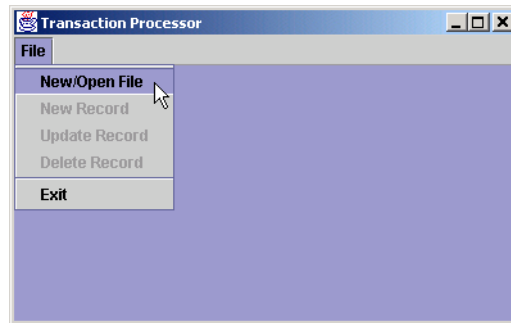 Transaction Processor
File
New/Open File
New Record
Update Record
Delete Record
Exit